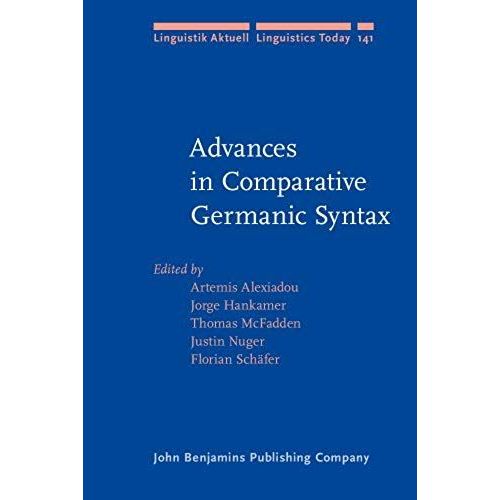 Linguistik Aktuell Linguistics Today 141
Advances
in Comparative
Germanic Syntax
Edited by
Artemis Alexiadou
Jorge Hankamer
Thomas McFadden
Justin Nuger
Florian Schäfer
John Benjamins Publishing Company